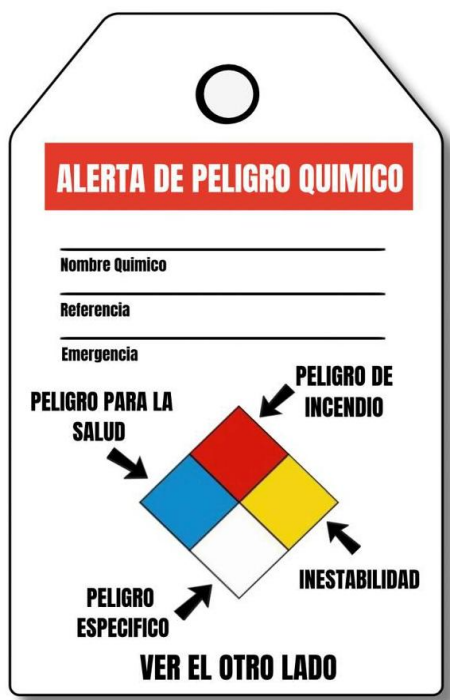 ALERTA DE PELIGRO QUIMICO
Nombre Quimico
Referencia
Emergencia
PELIGRO DE
INCENDIO
PELIGRO PARA LA
SALUD
INESTABILIDAD
PELIGRO
ESPECIFICO
VER EL OTRO LADO